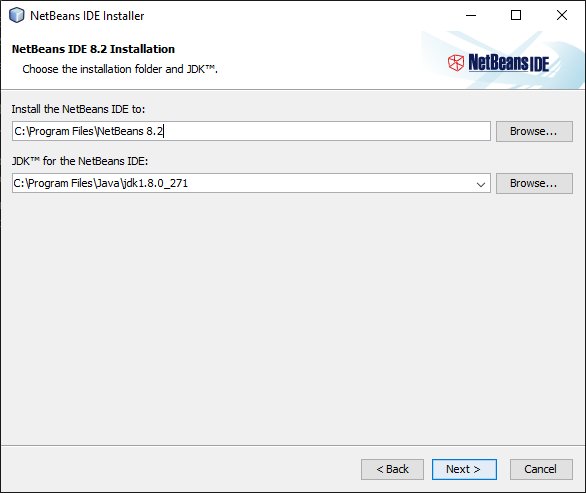 NetBeans IDE Installer
NetBeans IDE 8.2 Installation
Choose the installation folder and JDK™.
NetBeans IDE
Install the NetBeans IDE to:
C:\Program Files\NetBeans 8.2
Browse...
JDK™ for the NetBeans IDE:
C:\Program Files\Java\jdk1.8.0_271
Browse...
< Back
Next >
Cancel